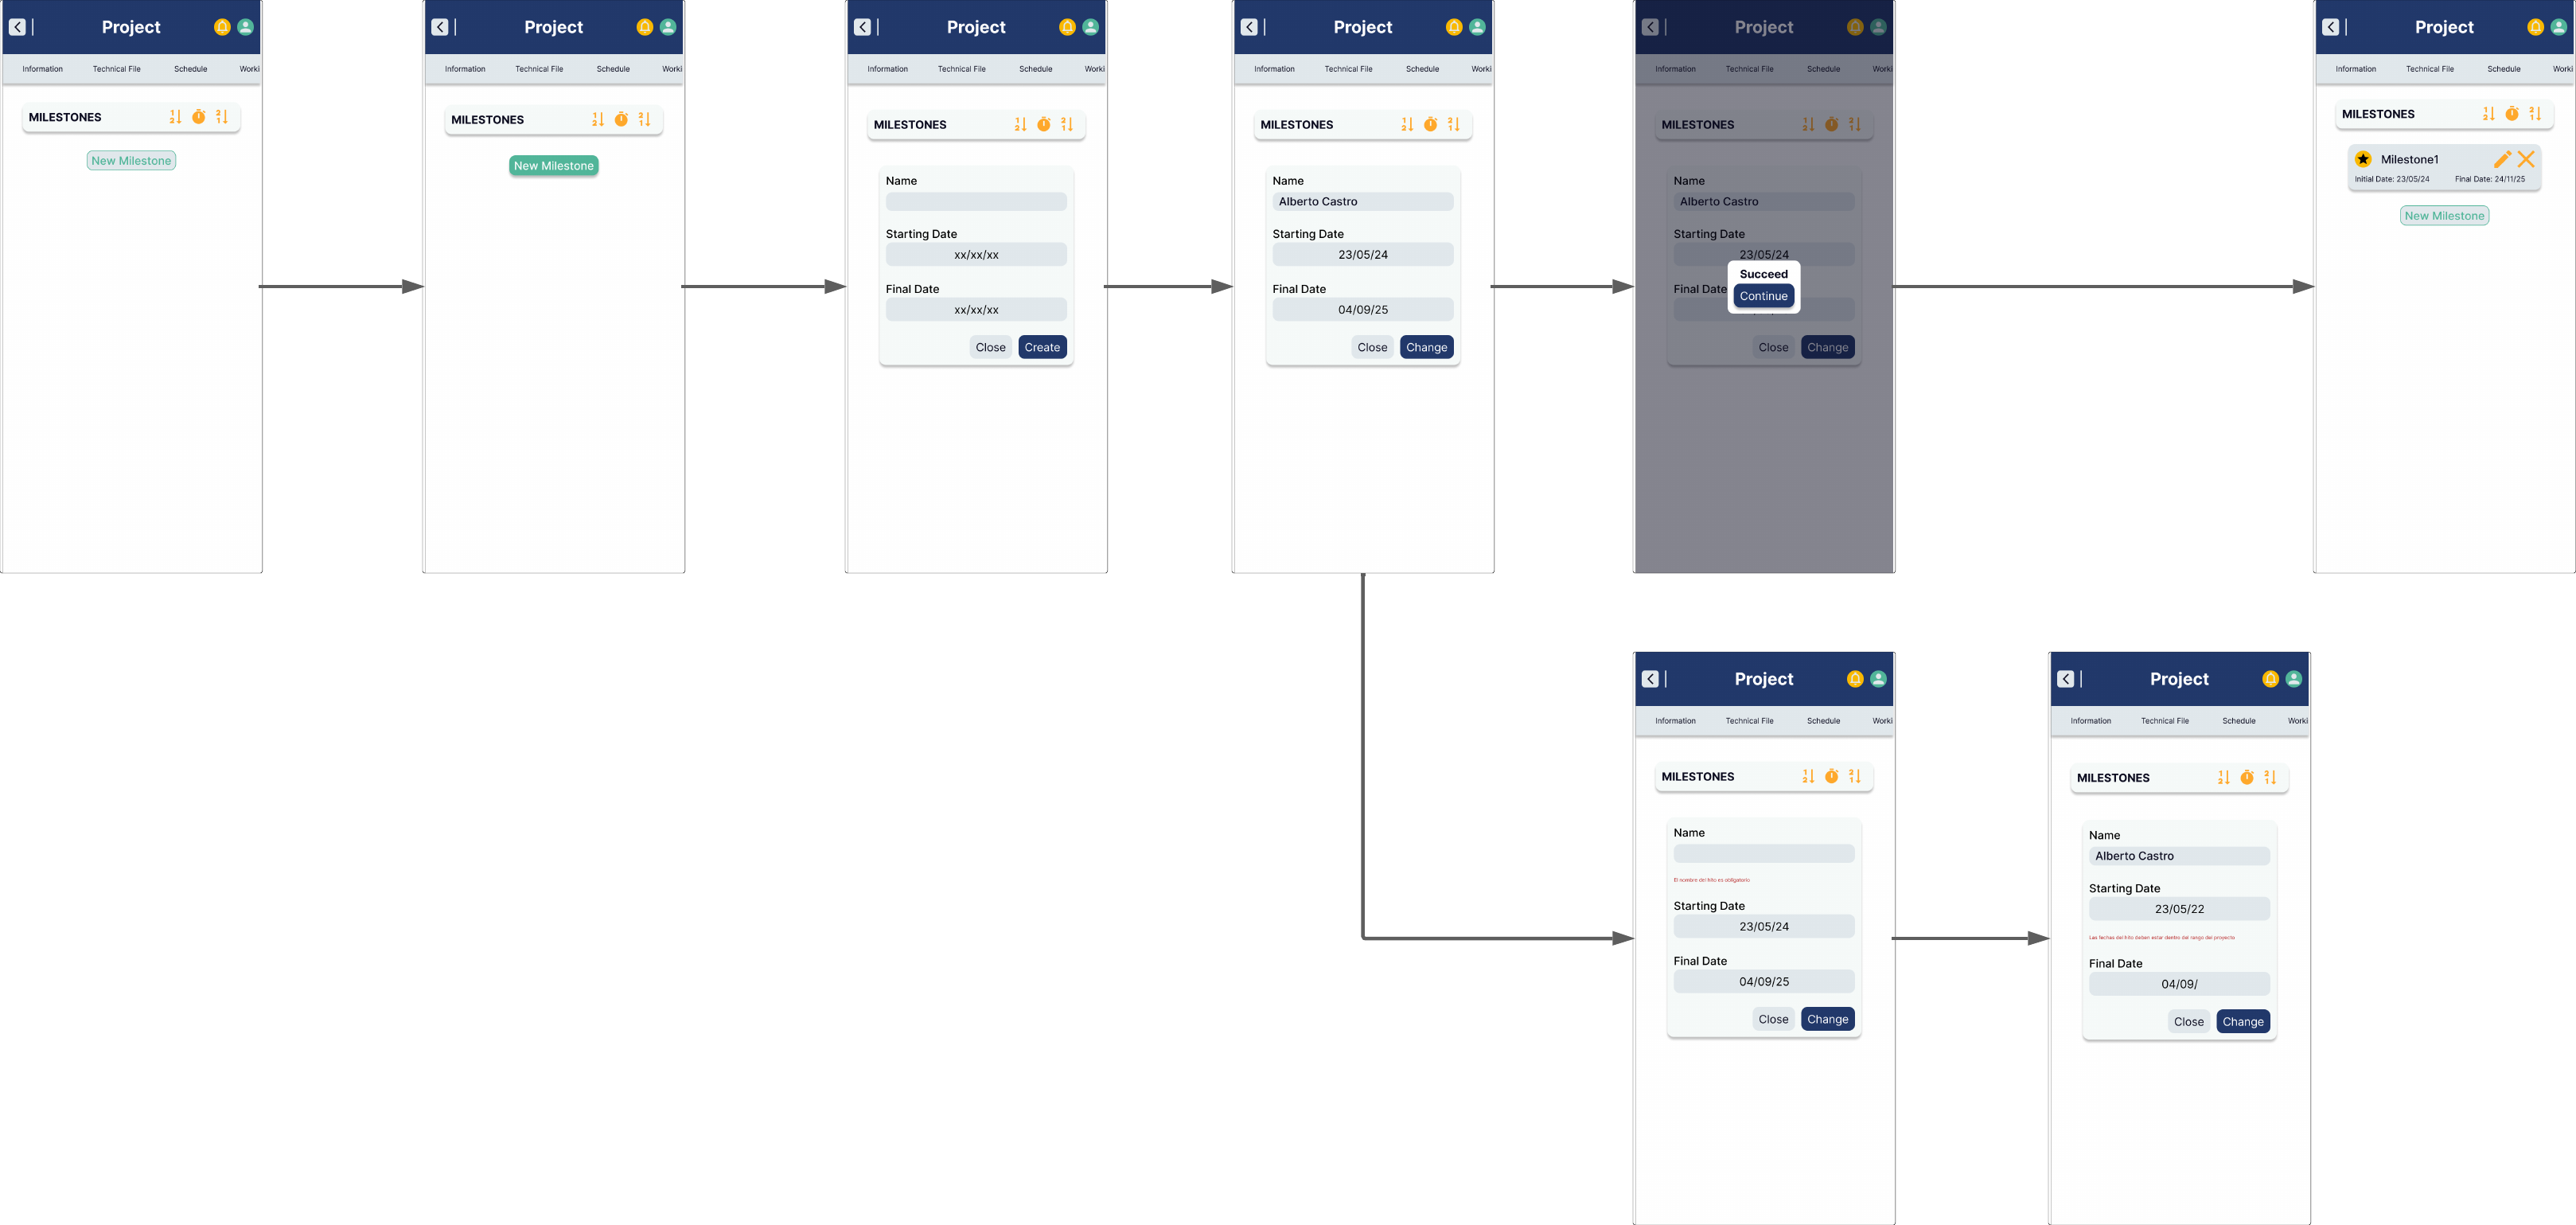 Project
Information Technical File Schedule Worki
MILESTONES
New Milestone
Project
Information Technical File Schedule Worki
MILESTONES
New Milestone
Project
Information Technical File Schedule Worki
MILESTONES
Name
Starting Date
xx/xx/xx
Final Date
xx/xx/xx
Close Create
Project
Information Technical File Schedule Worki
MILESTONES
Name
Alberto Castro
Starting Date
23/05/24
Final Date
04/09/25
Close Change
Project
Information Technical File Schedule Worki
MILESTONES
Name
Alberto Castro
Starting Date
23/05/24
Final Date
Succeed
Continue
Close Change
Project
Information Technical File Schedule Worki
MILESTONES
Milestone1
Initial Date: 23/05/24 Final Date: 24/11/25
New Milestone
Project
Information Technical File Schedule Worki
MILESTONES
Name
El nombre del hito es obligatorio
Starting Date
23/05/24
Final Date
04/09/25
Close Change
Project
Information Technical File Schedule Worki
MILESTONES
Name
Alberto Castro
Starting Date
23/05/22
Las fechas del hito deben estar dentro del rango del proyecto
Final Date
04/09/
Close Change